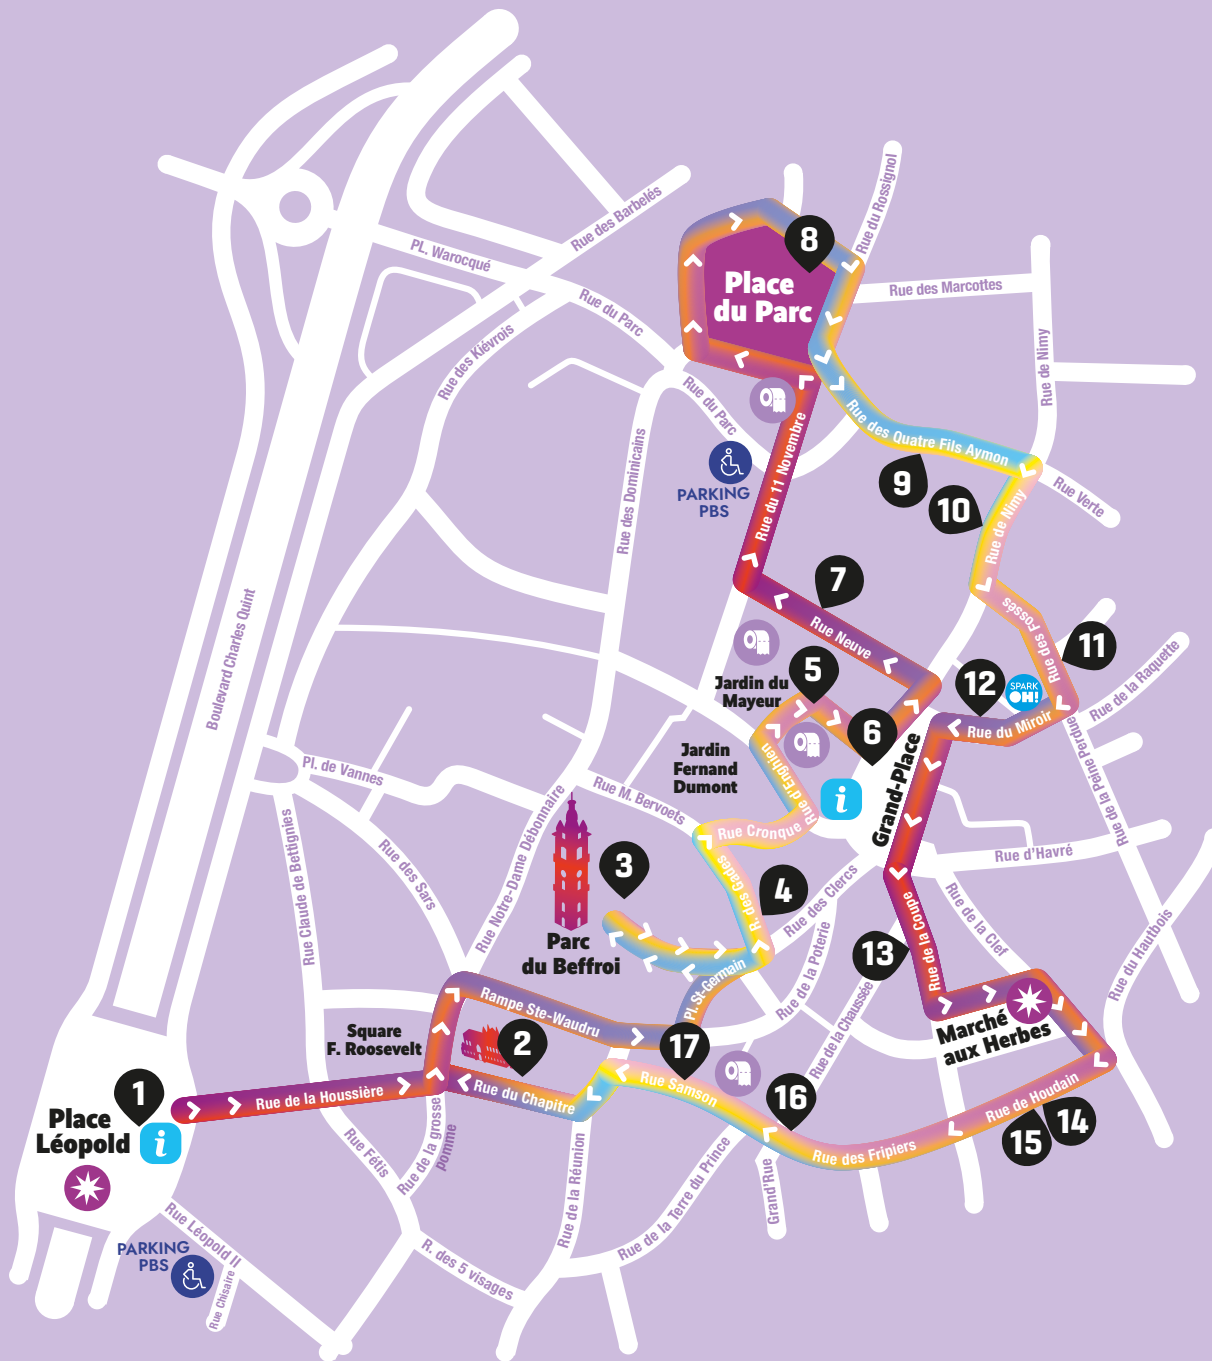 Rue du Rossignol
Rue des Barbelés
PL. Warocqué
8
Place
du Parc
Rue des Marcottes
Rue du Parc
Rue des Kiévrois
Rue de Nimy
Rue du Parc
Rue des Quatre Fils Aymon
Rue du 11 Novembre
Rue des Dominicains
PARKING
PBS
9
10
Rue Verte
Rue de Nimy
7
Rue Neuve
Rue des Fossés
11
Boulevard Charles Quint
5
Jardin du
Mayeur
12
SPARK
OH!
Rue de la Raquette
6
Rue du Miroir
Jardin
Fernand
Dumont
Rue d'Enghien
Grand-Place
Rue de la Peine Perdue
Pl. de Vannes
Rue M. Bervoets
i
Rue Cronque
Rue d'Havré
Rue Claude de Bettignies
Rue des Sars
Rue Notre-Dame Débonnaire
3
R. des Gades
4
Rue des Clercs
Rue de la Clef
Rue du Hautbois
Parc
du Beffroi
Pl. St-Germain
Rue de la Poterie
13
Rue de la Coupe
Rampe Ste-Waudru
Square
F. Roosevelt
2
17
Rue de la Chaussée
Marché
aux Herbes
1
Place
Léopold
i
Rue de la Houssière
Rue du Chapitre
Rue Samson
16
Rue de Houdain
14
15
Rue des Fripiers
Rue Fétis
Rue de la grosse
pomme
Rue de la Réunion
Rue de la Terre du Prince
Grand'Rue
Rue Léopold II
PARKING
PBS
Rue Chisaire
R. des 5 visages